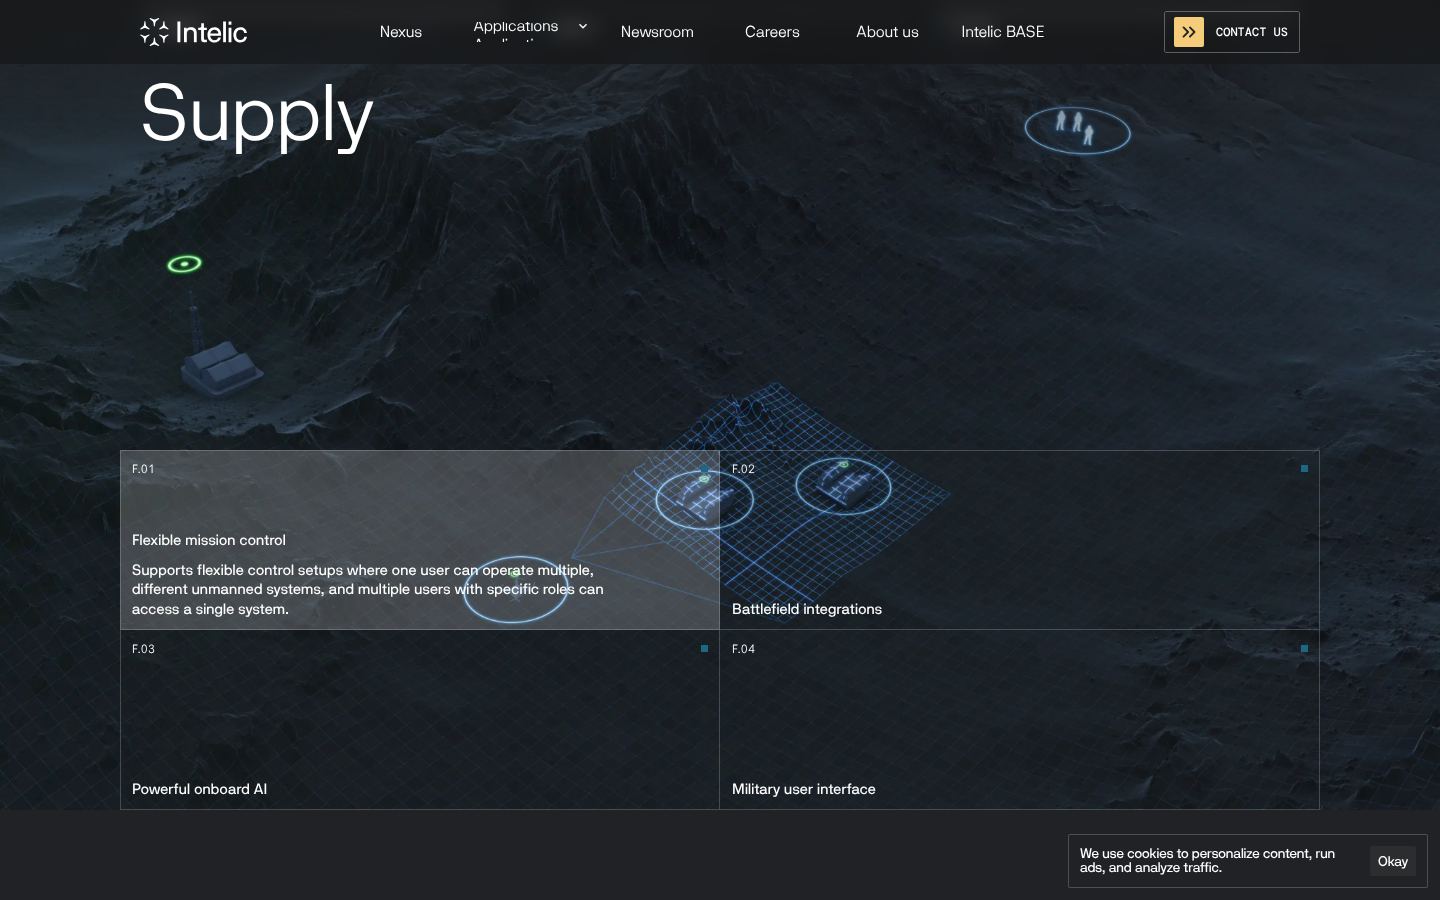 Intelic
Nexus
Applications
Newsroom
Careers
About us
Intelic BASE
CONTACT US
Supply
F.01
Flexible mission control
Supports flexible control setups where one user can operate multiple,
different unmanned systems, and multiple users with specific roles can
access a single system.
F.02
Battlefield integrations
F.03
Powerful onboard AI
F.04
Military user interface
We use cookies to personalize content, run
ads, and analyze traffic.
Okay